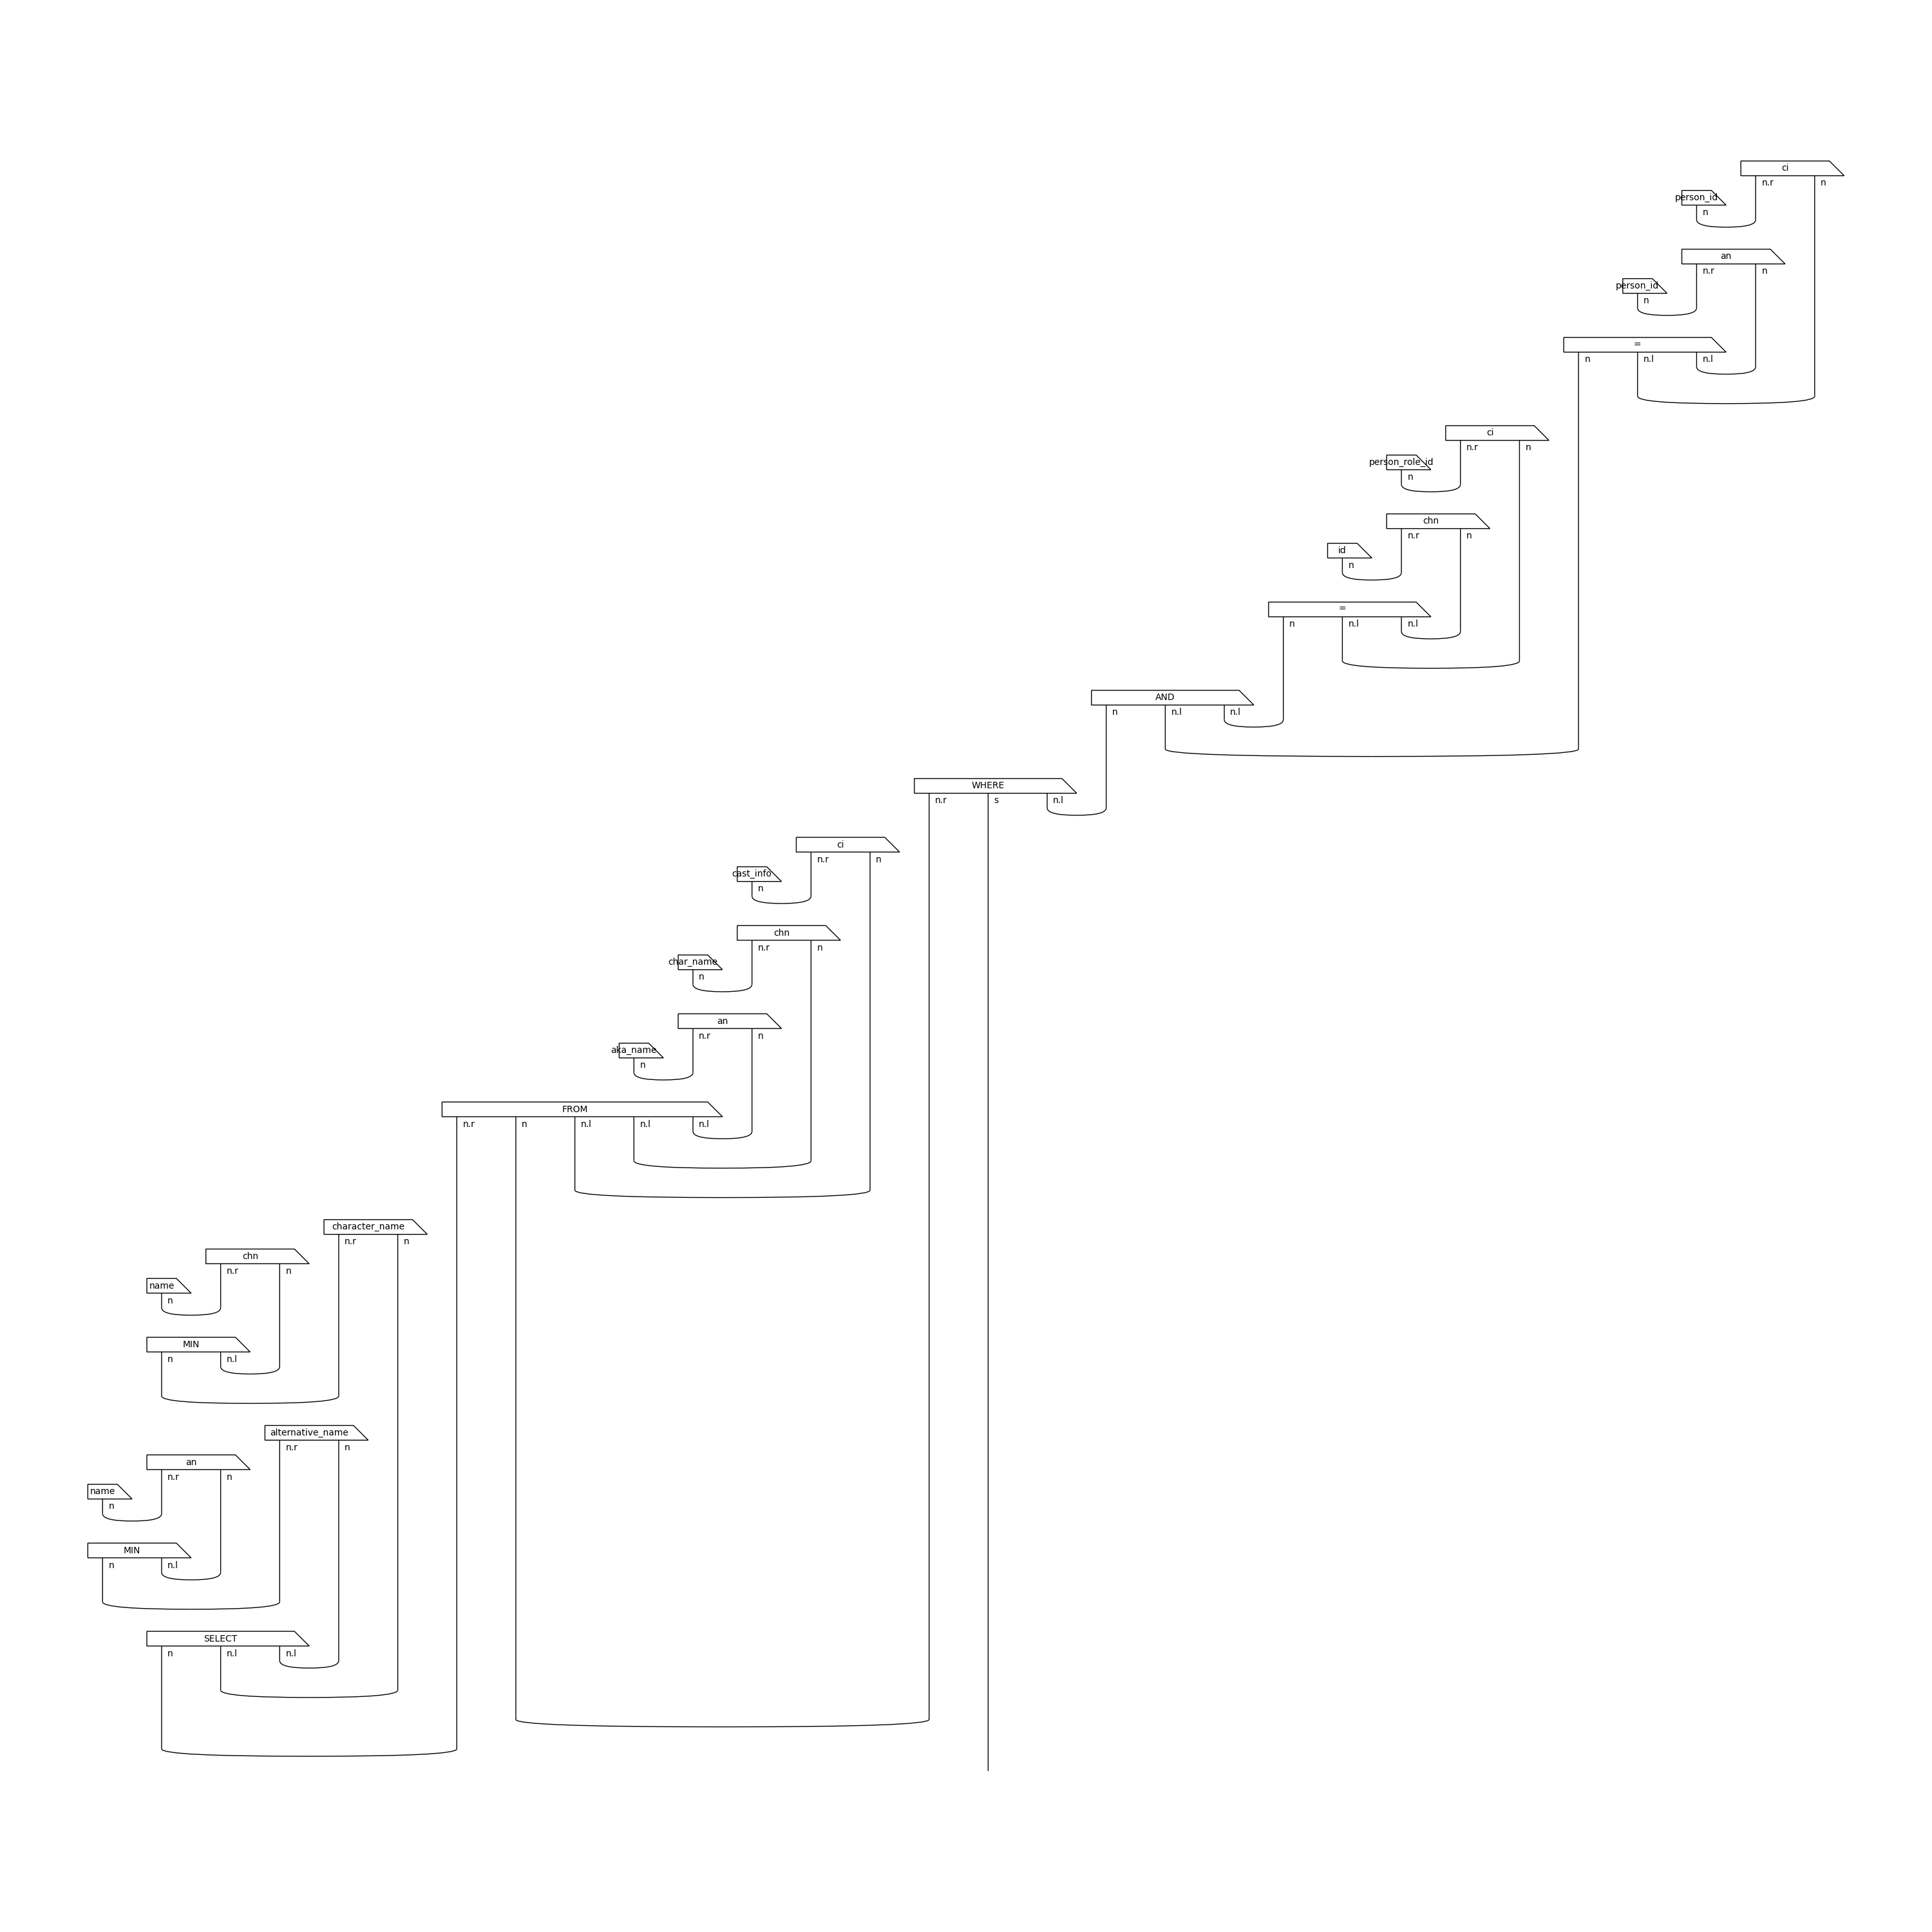 ci
n.r n
person_id
n
an
n.r n
person_id
n
=
n n.l n.l
ci
n.r n
person_role_id
n
chn
n.r n
id
n
=
n n.l n.l
AND
n n.l n.l
WHERE
n.r s n.l
ci
n.r n
cast_info
n
chn
n.r n
char_name
n
an
n.r n
aka_name
n
FROM
n.r n n.l n.l n.l
character_name
n.r n
chn
n.r n
name
n
MIN
n n.l
alternative_name
n.r n
an
n.r n
name
n
MIN
n n.l
SELECT
n n.l n.l